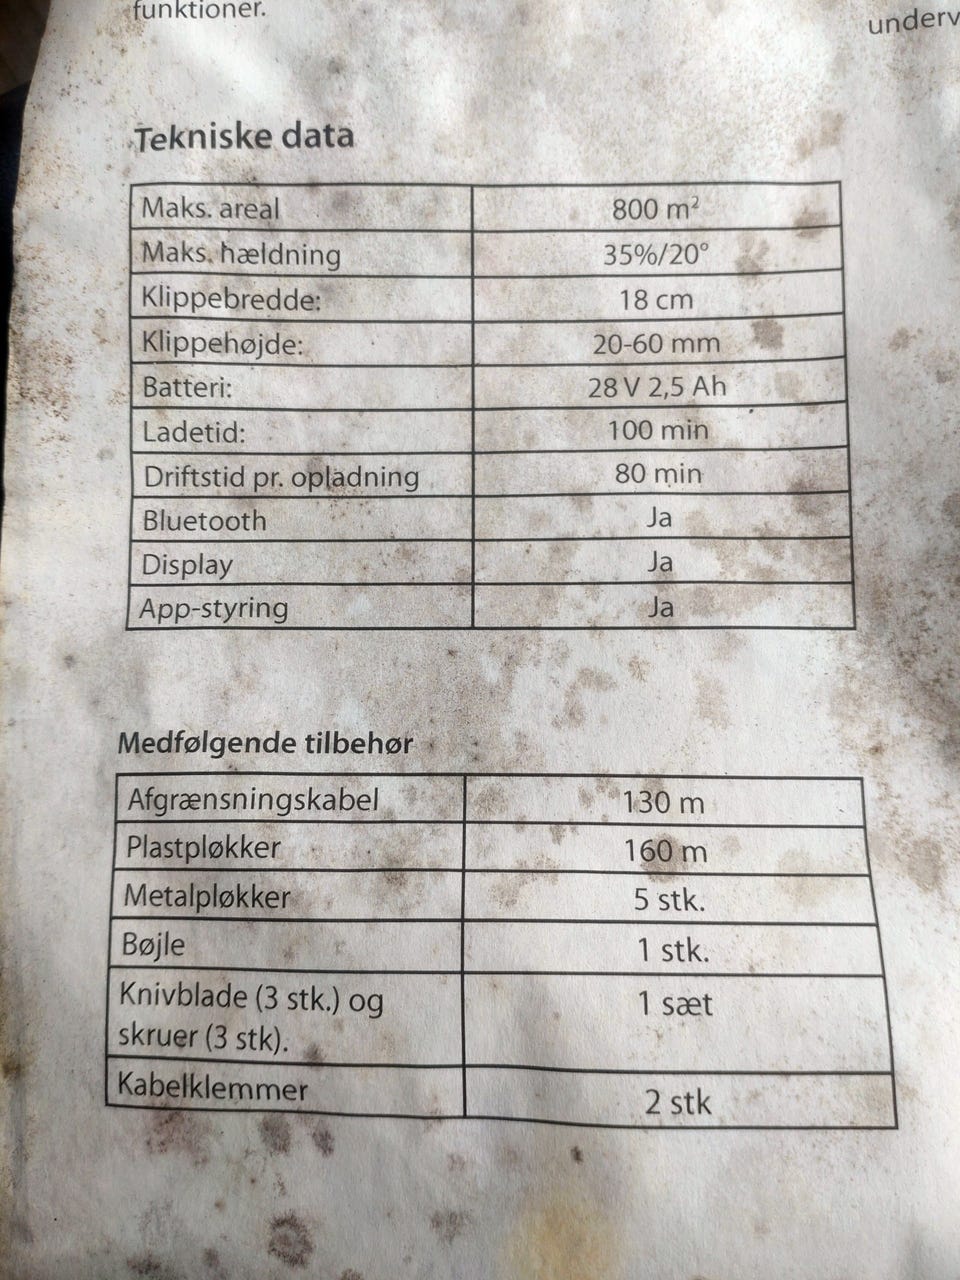 funktioner.
underv
Tekniske data
Maks. areal 800 m²
Maks. hældning 35%/20°
Klippebredde: 18 cm
Klippehøjde: 20-60 mm
Batteri: 28 V 2,5 Ah
Ladetid: 100 min
Driftstid pr. opladning 80 min
Bluetooth Ja
Display Ja
App-styring Ja
Medfølgende tilbehør
Afgrænsningskabel 130 m
Plastpløkker 160 m
Metalpløkker 5 stk.
Bøjle 1 stk.
Knivblade (3 stk.) og 1 sæt
skruer (3 stk).
Kabelklemmer 2 stk